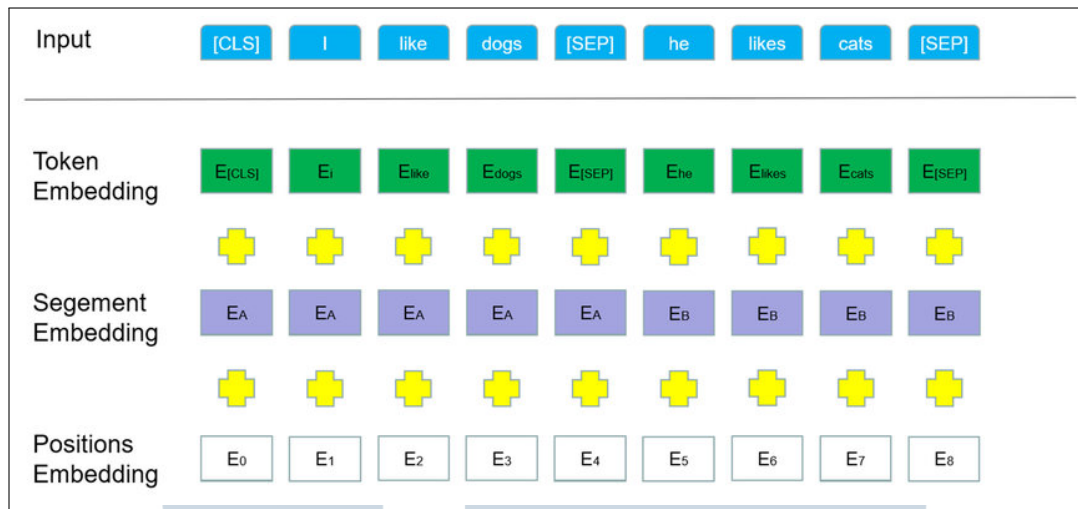 Input [CLS] I like dogs [SEP] he likes cats [SEP]
Token
Embedding
E[CLS] Ei Elike Edogs E[SEP] Ehe Elikes Ecats E[SEP]
Segement
Embedding
EA EA EA EA EA EB EB EB EB
Positions
Embedding
E0 E1 E2 E3 E4 E5 E6 E7 E8